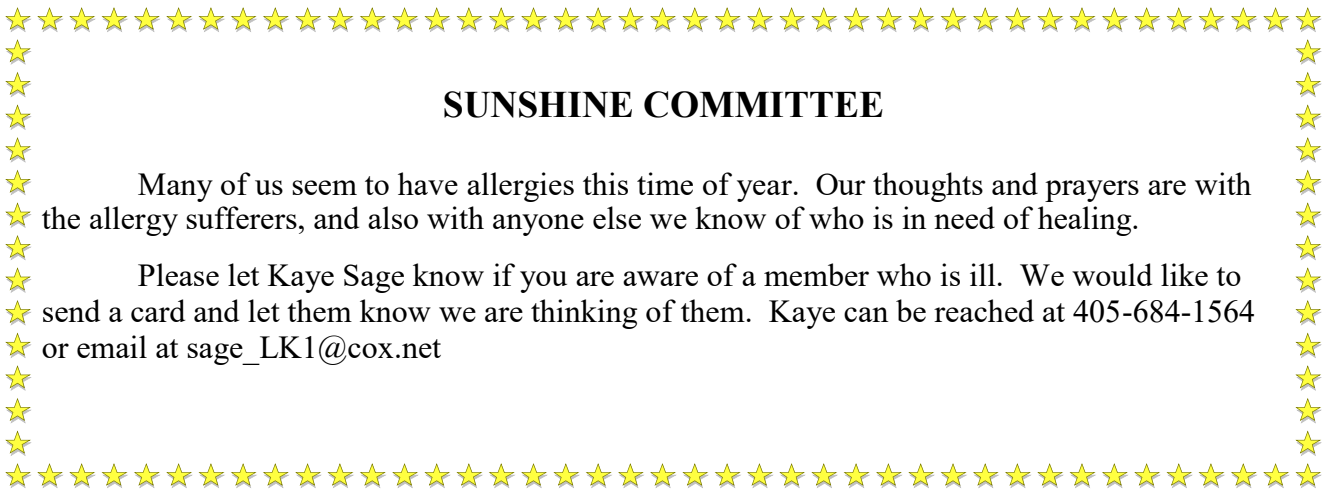 SUNSHINE COMMITTEE
Many of us seem to have allergies this time of year.  Our thoughts and prayers are with
the allergy sufferers, and also with anyone else we know of who is in need of healing.
Please let Kaye Sage know if you are aware of a member who is ill.  We would like to
send a card and let them know we are thinking of them.  Kaye can be reached at 405-684-1564
or email at sage_LK1@cox.net